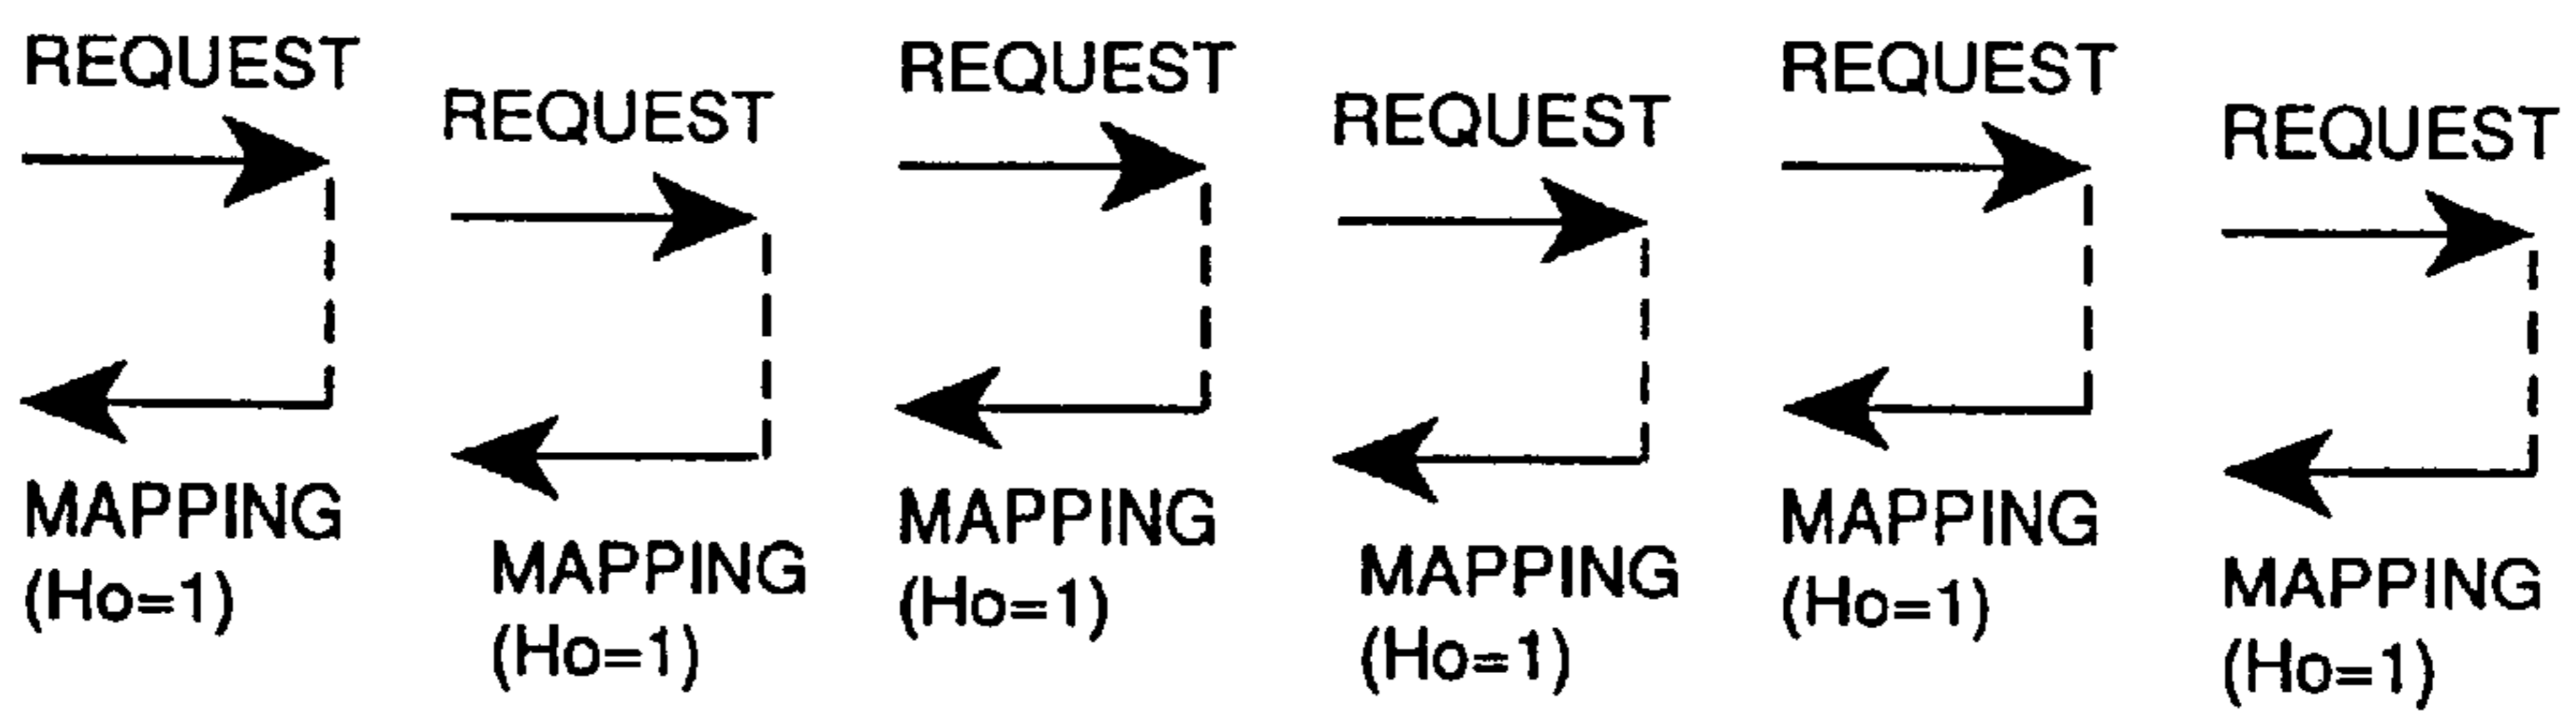 REQUEST
MAPPING
(Ho=1)
REQUEST
MAPPING
(Ho=1)
REQUEST
MAPPING
(Ho=1)
REQUEST
MAPPING
(Ho=1)
REQUEST
MAPPING
(Ho=1)
REQUEST
MAPPING
(Ho=1)